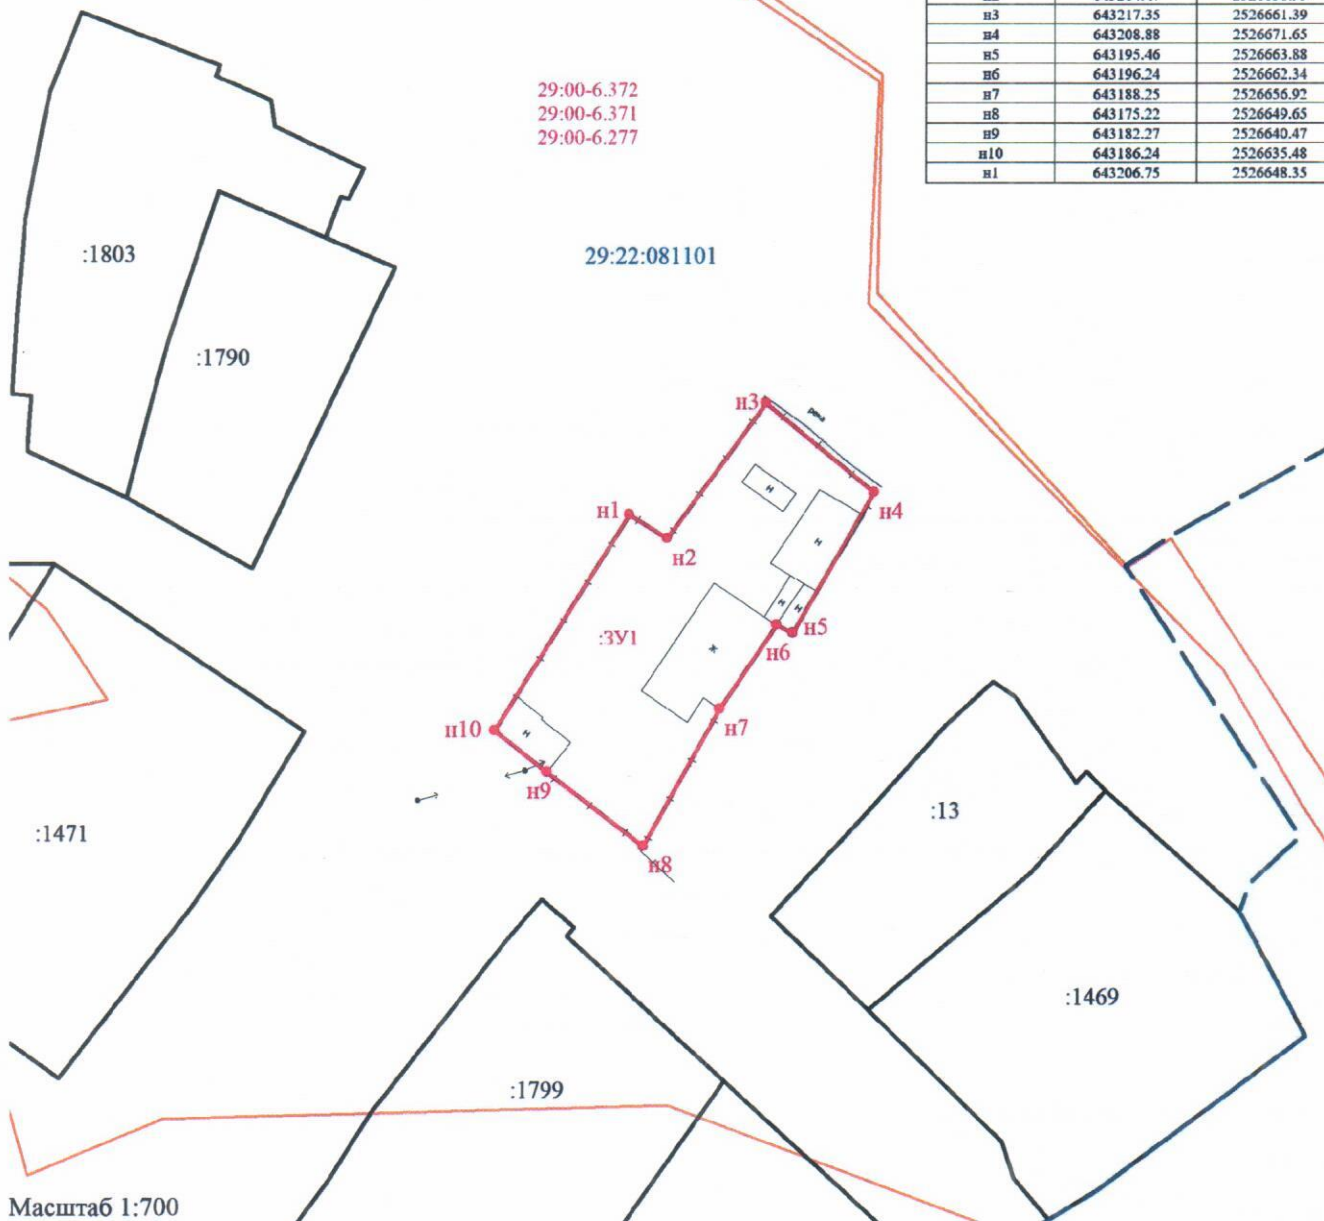 н3 643217.35 2526661.39
н4 643208.88 2526671.65
н5 643195.46 2526663.88
н6 643196.24 2526662.34
н7 643188.25 2526656.92
н8 643175.22 2526649.65
н9 643182.27 2526640.47
н10 643186.24 2526635.48
н1 643206.75 2526648.35
29:00-6.372
29:00-6.371
29:00-6.277
:1803
29:22:081101
:1790
н3
н
н4
н1
н
н2
н
н
н5
:ЗУ1
н6
ж
н7
н10
н
н9
:13
:1471
н8
:1469
:1799
Масштаб 1:700